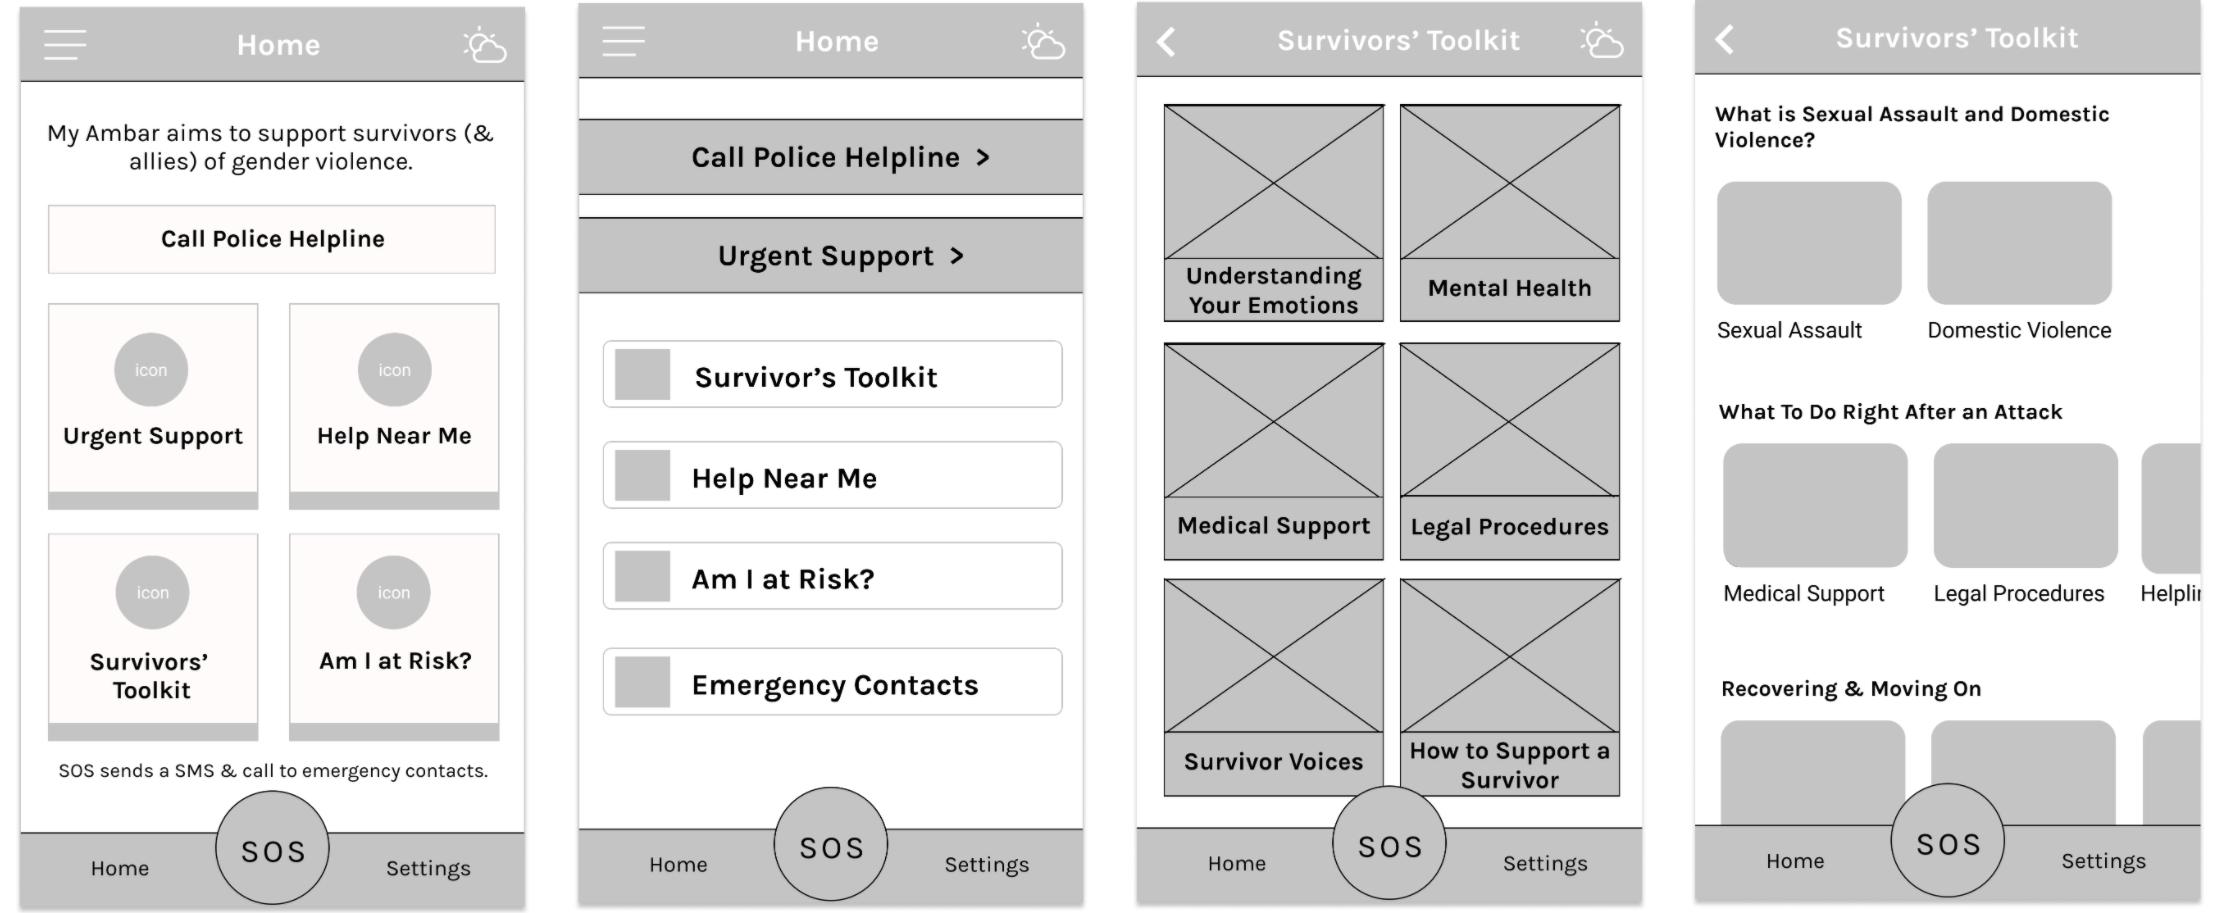 Home
My Ambar aims to support survivors (&
allies) of gender violence.
Call Police Helpline
icon
Urgent Support
icon
Help Near Me
icon
Survivors’
Toolkit
icon
Am I at Risk?
SOS sends a SMS & call to emergency contacts.
Home
SOS
Settings
Home
Call Police Helpline >
Urgent Support >
Survivor’s Toolkit
Help Near Me
Am I at Risk?
Emergency Contacts
Home
SOS
Settings
Survivors’ Toolkit
Understanding
Your Emotions
Mental Health
Medical Support
Legal Procedures
Survivor Voices
How to Support a
Survivor
Home
SOS
Settings
Survivors’ Toolkit
What is Sexual Assault and Domestic
Violence?
Sexual Assault
Domestic Violence
What To Do Right After an Attack
Medical Support
Legal Procedures
Recovering & Moving On
Home
SOS
Settings